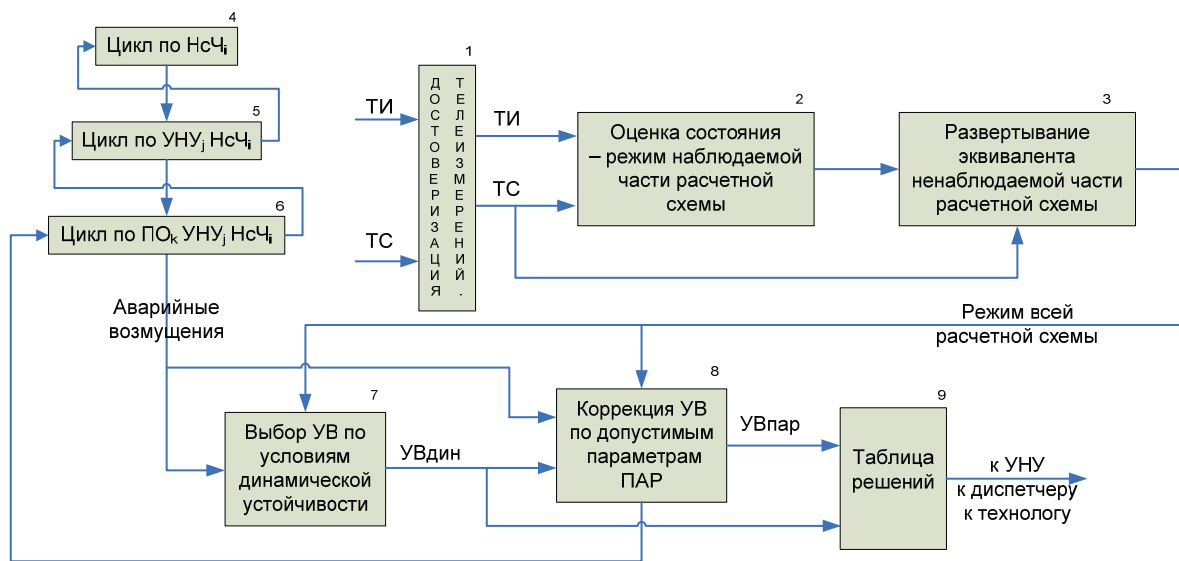 4
Цикл по НсЧi
5
Цикл по УНУj НсЧi
6
Цикл по ПОk УНУj НсЧi
Аварийные
возмущения
1
ДОСТОВЕРИЗАЦИЯ
ТЕЛЕИЗМЕРЕНИЙ.
ТИ
ТС
ТИ
ТС
2
Оценка состояния
– режим наблюдаемой
части расчетной
схемы
3
Развертывание
эквивалента
ненаблюдаемой части
расчетной схемы
Режим всей
расчетной схемы
7
Выбор УВ по
условиям
динамической
устойчивости
УВдин
8
Коррекция УВ
по допустимым
параметрам
ПАР
УВпар
9
Таблица
решений
к УНУ
к диспетчеру
к технологу